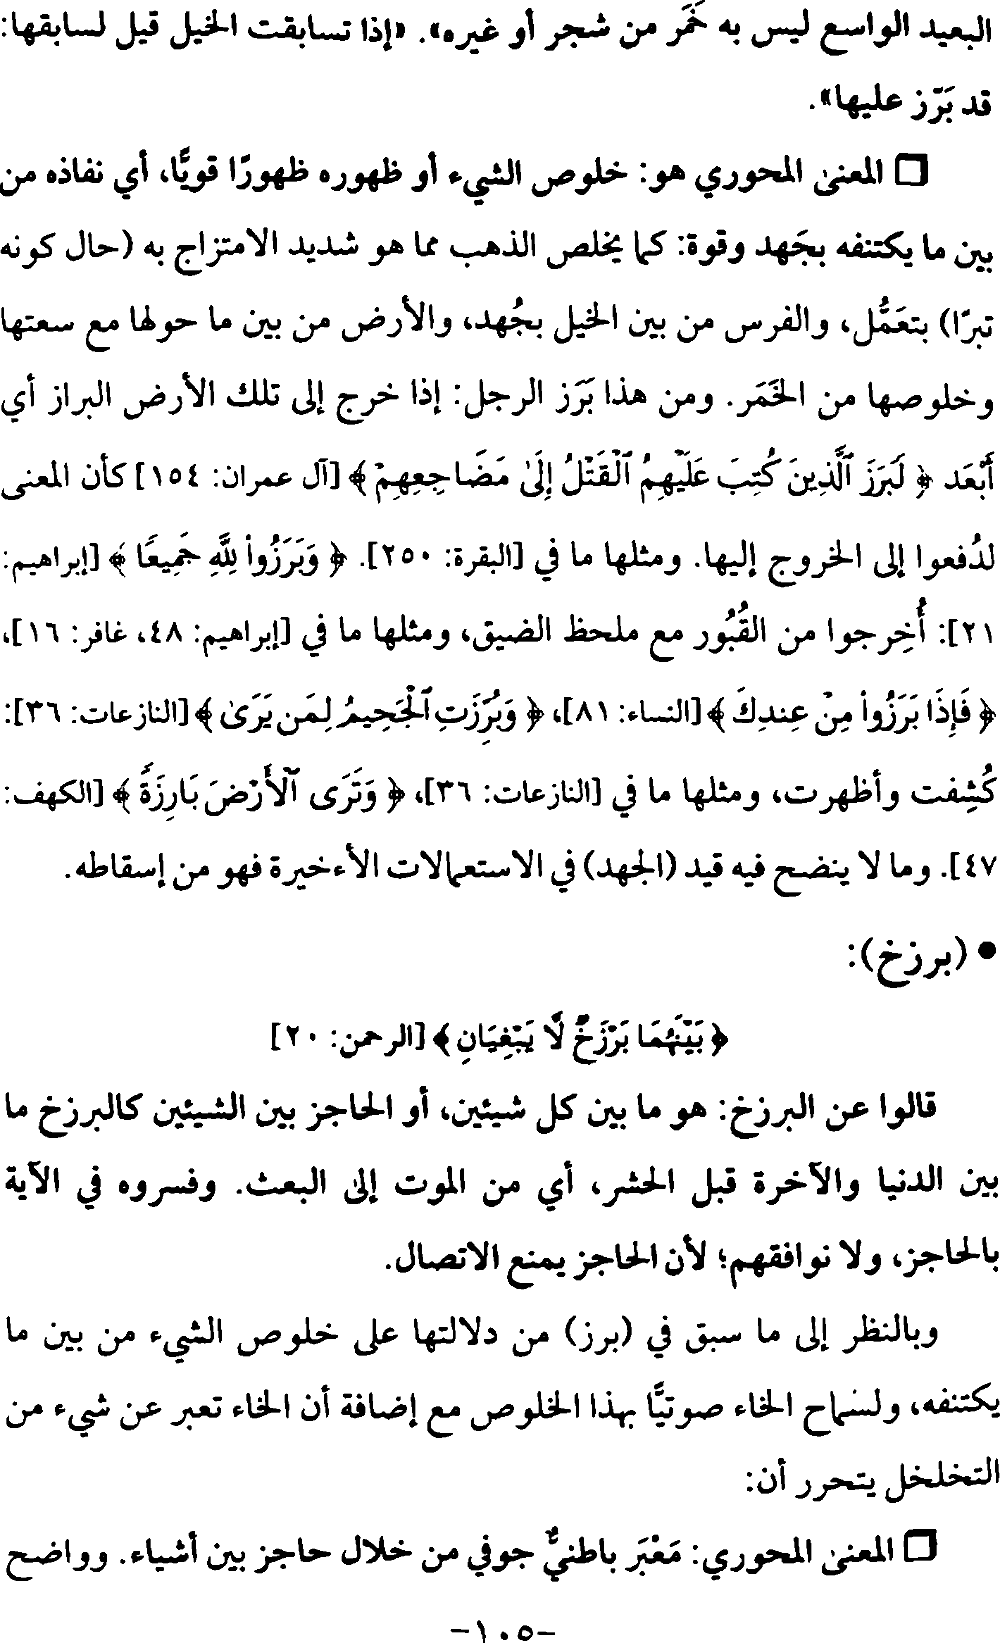 البعيد الواسع ليس به خَمَر من شجر أو غيره». «إذا تسابقت الخيل قيل لسابقها:
قد بَرّز عليها».
❒ المعنى المحوري هو: خلوص الشيء أو ظهوره ظهورًا قويًّا، أي نفاذه من
بين ما يكتنفه بجَهد وقوة: كما يخلص الذهب مما هو شديد الامتزاج به (حال كونه
تبرًا) بتعَمُّل، والفرس من بين الخيل بجُهد، والأرض من بين ما حولها مع سعتها
وخلوصها من الخَمَر. ومن هذا بَرَز الرجل: إذا خرج إلى تلك الأرض البراز أي
أَبْعَد ﴿ لَبَرَزَ ٱلَّذِينَ كُتِبَ عَلَيْهِمُ ٱلْقَتْلُ إِلَىٰ مَضَاجِعِهِمْ ﴾ [آل عمران: ١٥٤] كأن المعنى
لدُفعوا إلى الخروج إليها. ومثلها ما في [البقرة: ٢٥٠]. ﴿ وَبَرَزُواْ لِلَّهِ جَمِيعًا ﴾ [إبراهيم:
٢١]: أُخِرجوا من القُبُور مع ملحظ الضيق، ومثلها ما في [إبراهيم: ٤٨، غافر: ١٦]،
﴿ فَإِذَا بَرَزُواْ مِنْ عِندِكَ ﴾ [النساء: ٨١]، ﴿ وَبُرِّزَتِ ٱلْجَحِيمُ لِمَن يَرَىٰ ﴾ [النازعات: ٣٦]:
كُشِفت وأظهرت، ومثلها ما في [النازعات: ٣٦]، ﴿ وَتَرَى ٱلْأَرْضَ بَارِزَةً ﴾ [الكهف:
٤٧]. وما لا ينضح فيه قيد (الجهد) في الاستعمالات الأءخيرة فهو من إسقاطه.
• (برزخ):
﴿ بَيْنَهُمَا بَرْزَخٌ لَّا يَبْغِيَانِ ﴾ [الرحمن: ٢٠]
قالوا عن البرزخ: هو ما بين كل شيئين، أو الحاجز بين الشيئين كالبرزخ ما
بين الدنيا والآخرة قبل الحشر، أي من الموت إلى البعث. وفسروه في الآية
بالحاجز، ولا نوافقهم؛ لأن الحاجز يمنع الاتصال.
وبالنظر إلى ما سبق في (برز) من دلالتها على خلوص الشيء من بين ما
يكتنفه، ولسماح الخاء صوتيًّا بهذا الخلوص مع إضافة أن الخاء تعبر عن شيء من
التخلخل يتحرر أن:
❒ المعنى المحوري: مَعْبَر باطنيٌّ جوفي من خلال حاجز بين أشياء. وواضح
-١٠٥-